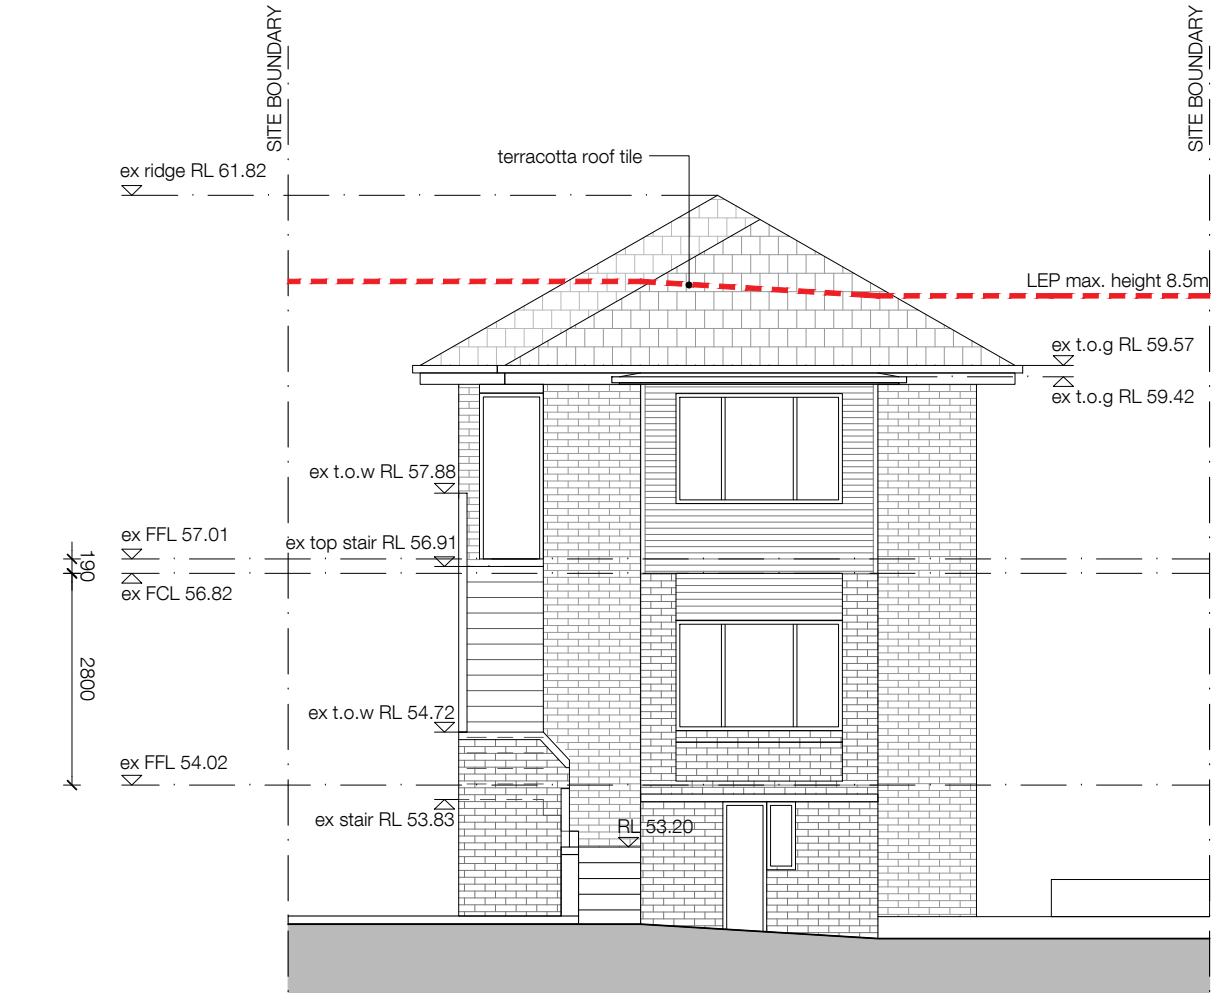 SITE BOUNDARY
SITE BOUNDARY
terracotta roof tile
ex ridge RL 61.82
LEP max. height 8.5m
ex t.o.g RL 59.57
ex t.o.g RL 59.42
ex t.o.w RL 57.88
ex FFL 57.01
ex top stair RL 56.91
190
ex FCL 56.82
2800
ex t.o.w RL 54.72
ex FFL 54.02
ex stair RL 53.83
RL 53.20